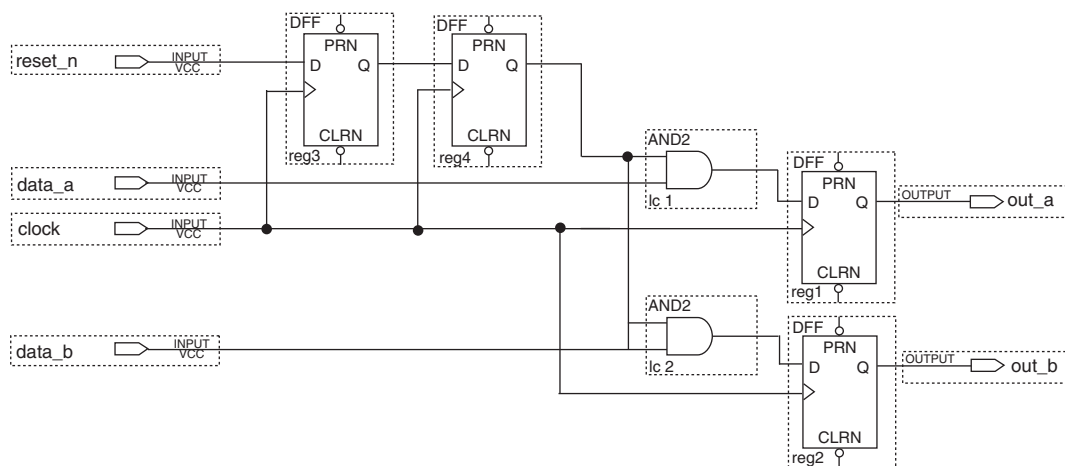 DFF
DFF
reset_n
INPUT
VCC
PRN
D
Q
CLRN
reg3
PRN
D
Q
CLRN
reg4
AND2
lc 1
data_a
INPUT
VCC
DFF
PRN
D
Q
CLRN
reg1
OUTPUT
out_a
clock
INPUT
VCC
AND2
lc 2
data_b
INPUT
VCC
DFF
PRN
D
Q
CLRN
reg2
OUTPUT
out_b